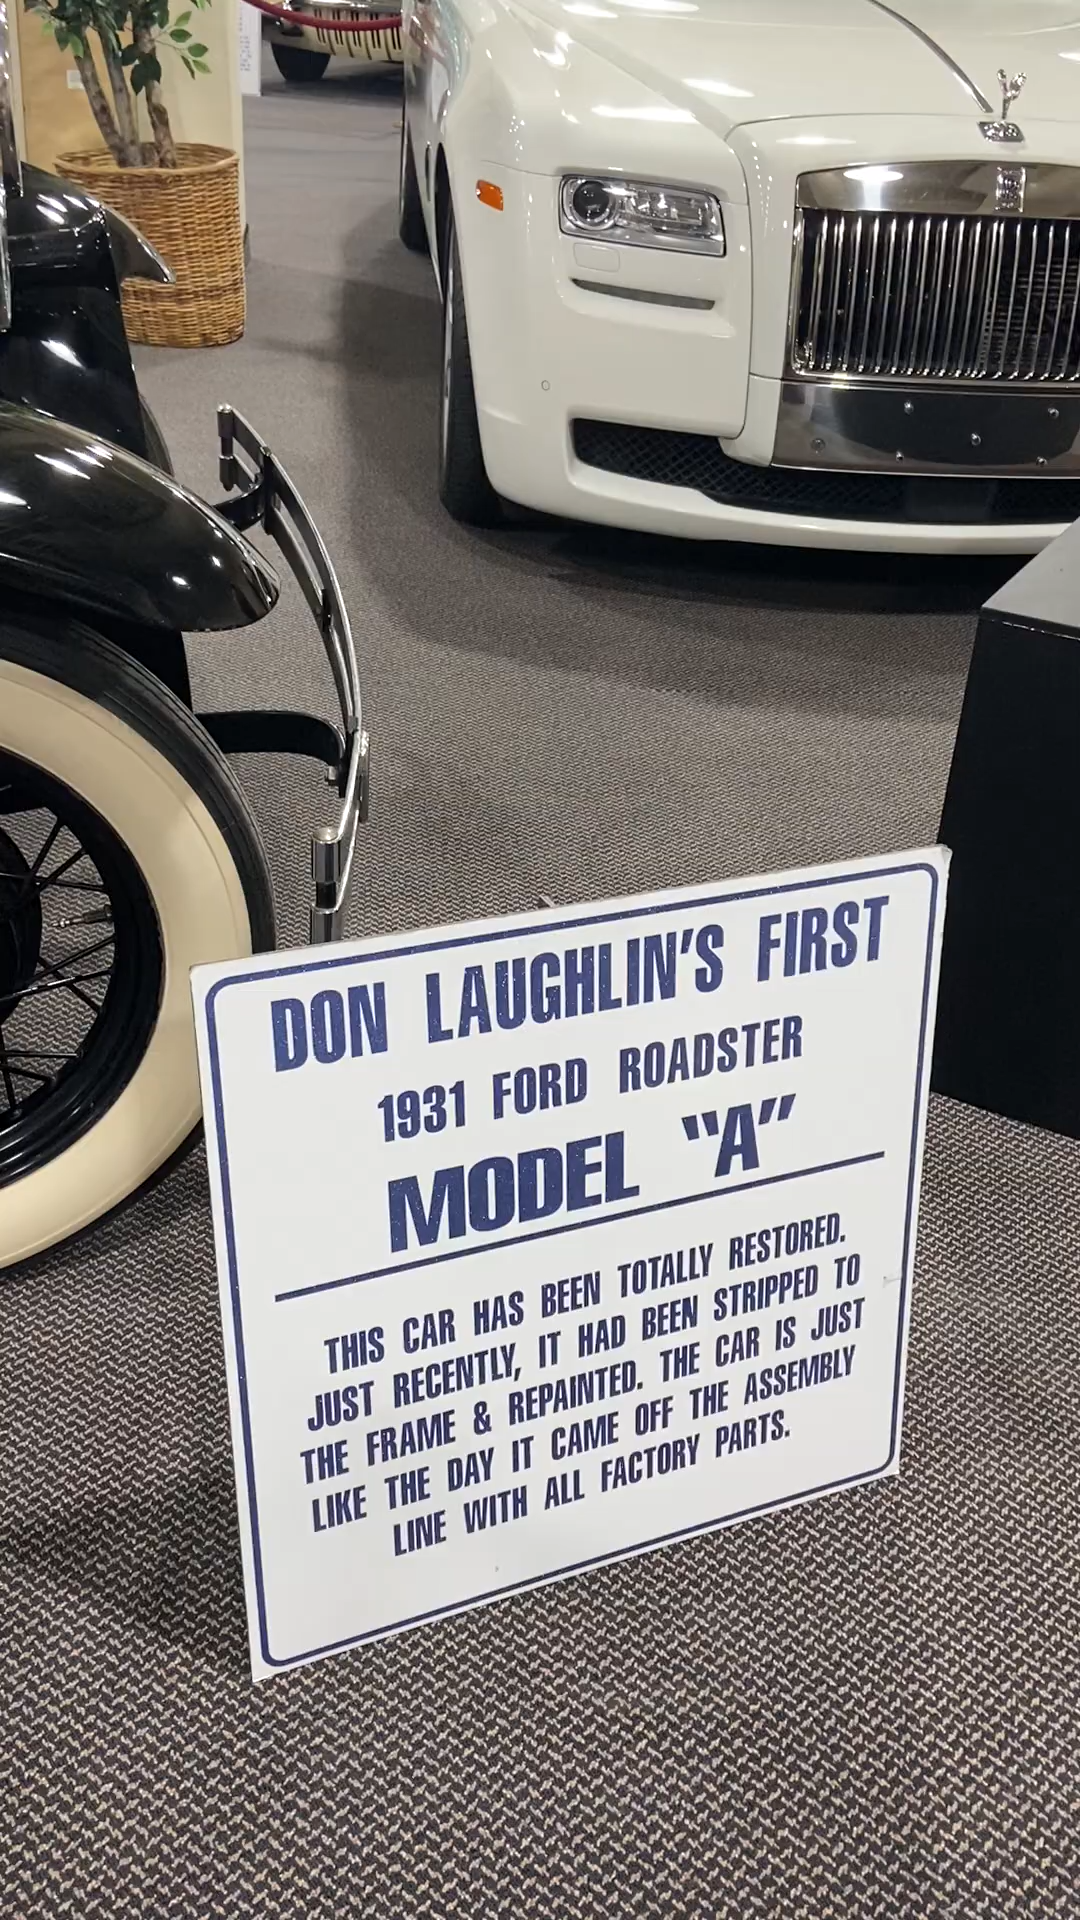 DON LAUGHLIN'S FIRST
1931 FORD ROADSTER
MODEL "A"
THIS CAR HAS BEEN TOTALLY RESTORED.
JUST RECENTLY, IT HAD BEEN STRIPPED TO
THE FRAME & REPAINTED. THE CAR IS JUST
LIKE THE DAY IT CAME OFF THE ASSEMBLY
LINE WITH ALL FACTORY PARTS.